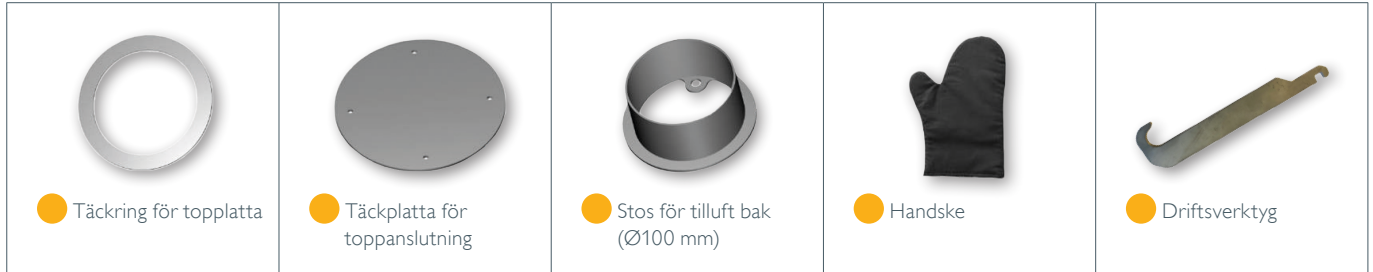 Täckring för topplatta
Täckplatta för
toppanslutning
Stos för tilluft bak
(Ø100 mm)
Handske
Driftsverktyg